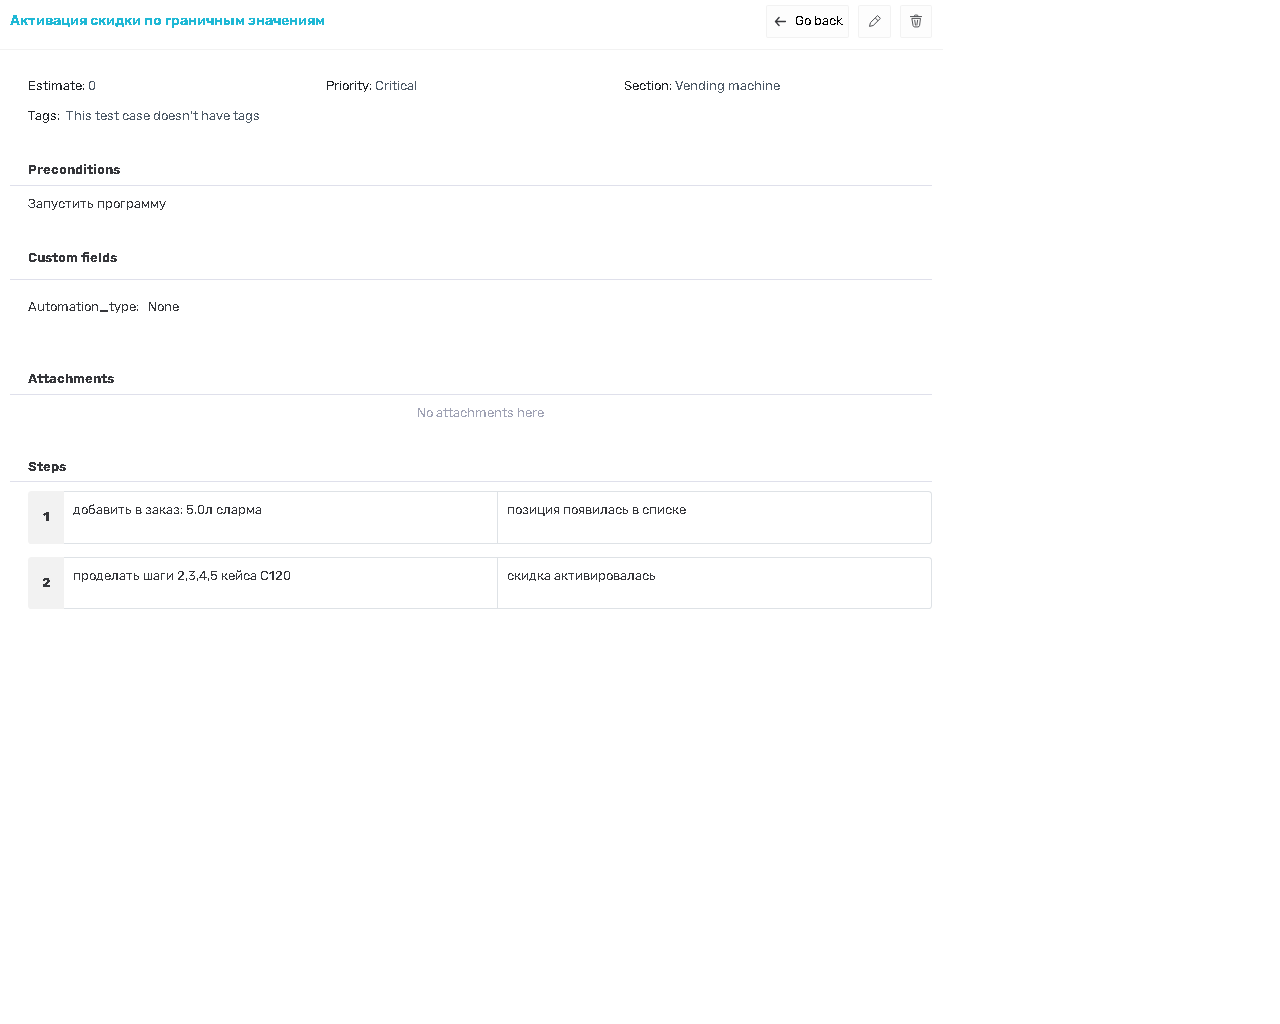 Активация скидки по граничным значениям
Go back
Estimate: 0
Priority: Critical
Section: Vending machine
Tags: This test case doesn't have tags
Preconditions
Запустить программу
Custom fields
Automation_type: None
Attachments
No attachments here
Steps
1 добавить в заказ: 5.0л сларма позиция появилась в списке
2 проделать шаги 2,3,4,5 кейса C120 скидка активировалась